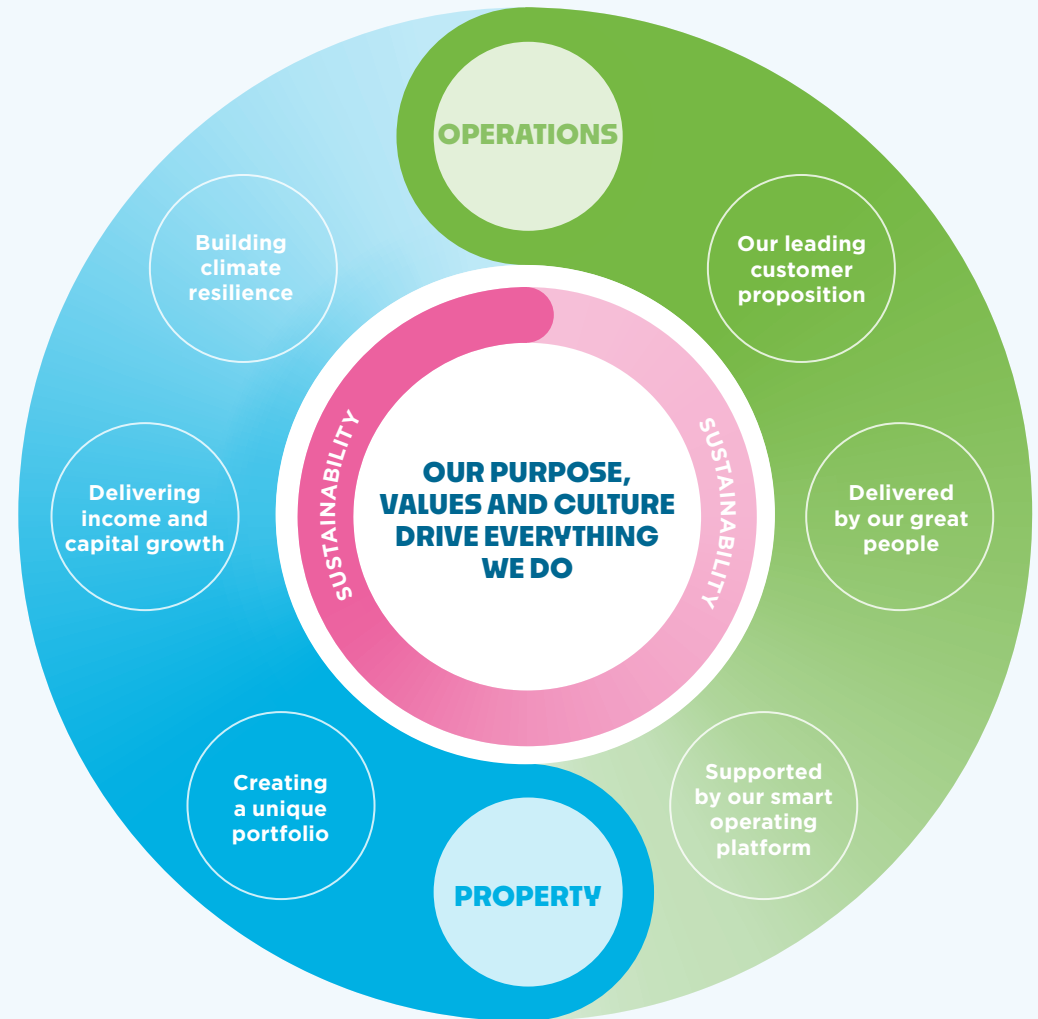 OPERATIONS
Our leading
customer
proposition
Delivered
by our great
people
Supported
by our smart
operating
platform
PROPERTY
Creating
a unique
portfolio
Delivering
income and
capital growth
Building
climate
resilience
SUSTAINABILITY
SUSTAINABILITY
OUR PURPOSE,
VALUES AND CULTURE
DRIVE EVERYTHING
WE DO